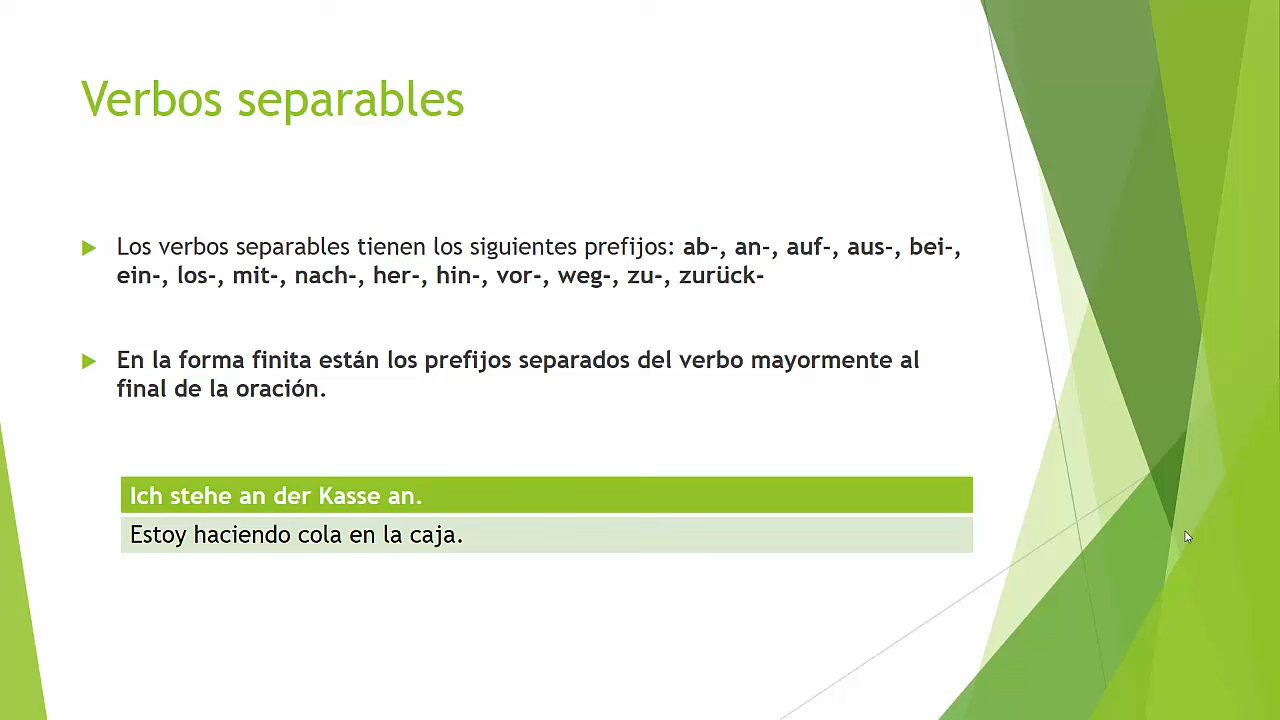 Verbos separables
Los verbos separables tienen los siguientes prefijos: ab-, an-, auf-, aus-, bei-,
ein-, los-, mit-, nach-, her-, hin-, vor-, weg-, zu-, zurück-
En la forma finita están los prefijos separados del verbo mayormente al
final de la oración.
Ich stehe an der Kasse an.
Estoy haciendo cola en la caja.